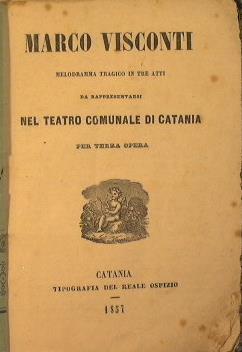 MARCO VISCONTI
MELODRAMMA TRAGICO IN TRE ATTI
DA RAPPRESENTARSI
NEL TEATRO COMUNALE DI CATANIA
PER TERZA OPERA
CATANIA
TIPOGRAFIA DEL REALE OSPIZIO
1857